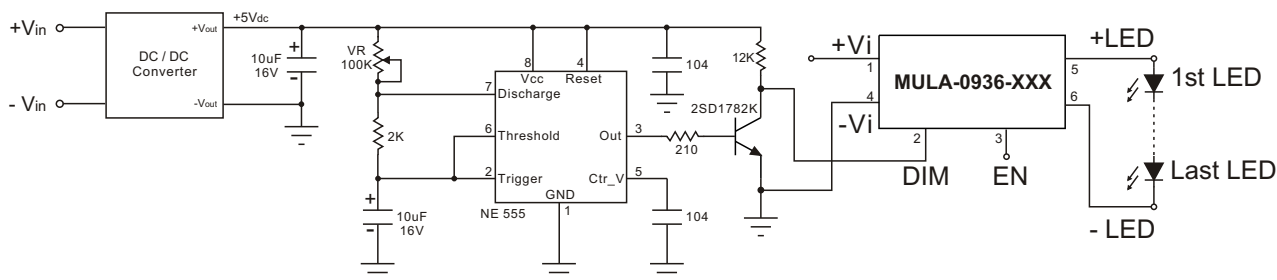 +Vin
- Vin
DC / DC
Converter
+Vout
-Vout
+5Vdc
+
10uF
16V
-
VR
100K
2K
+
10uF
16V
-
8
Vcc
4
Reset
7
Discharge
6
Threshold
2
Trigger
3
Out
5
Ctr_V
GND
1
NE 555
104
104
210
12K
2SD1782K
+Vi
1
4
-Vi
MULA-0936-XXX
2
DIM
3
EN
5
+LED
6
1st LED
Last LED
- LED